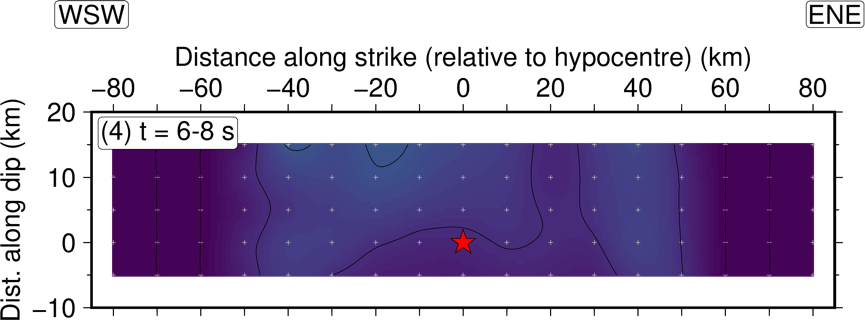 WSW
ENE
Distance along strike (relative to hypocentre) (km)
−80 −60 −40 −20 0 20 40 60 80
Dist. along dip (km)
20
(4) t = 6-8 s
10
0
−10